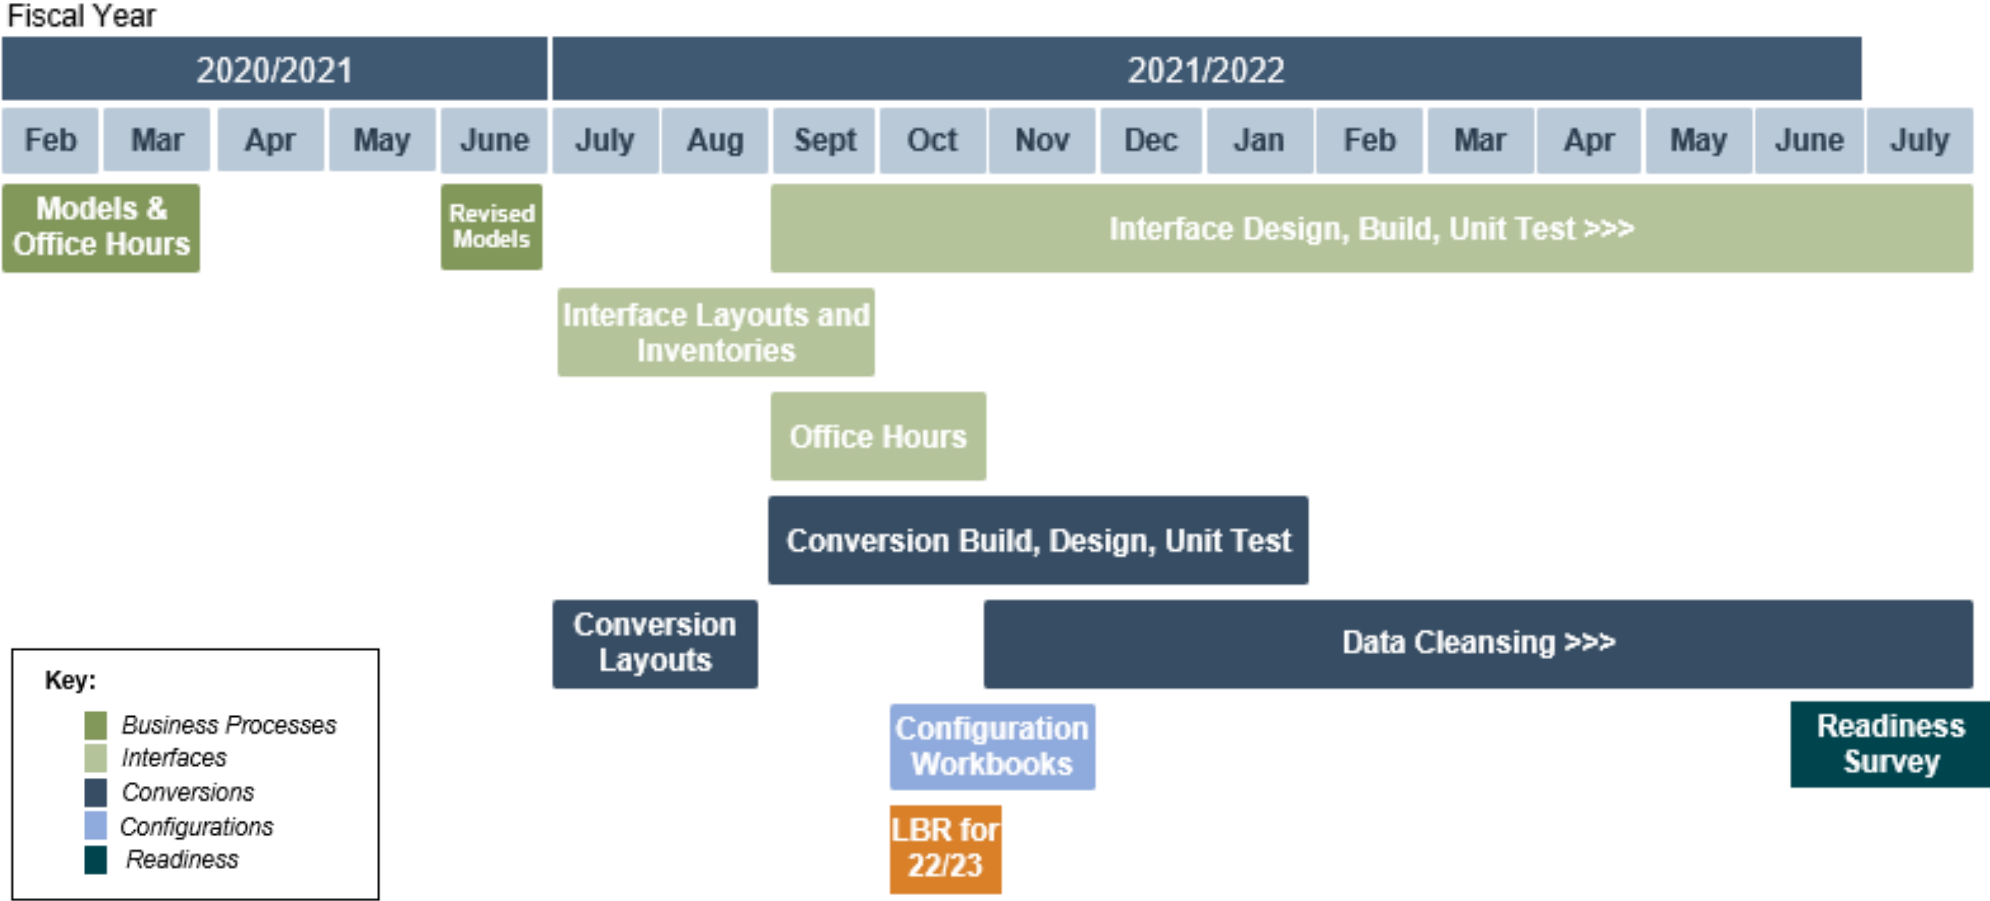 Fiscal Year
2020/2021
2021/2022
Feb
Mar
Apr
May
June
July
Aug
Sept
Oct
Nov
Dec
Jan
Feb
Mar
Apr
May
June
July
Models &
Office Hours
Revised
Models
Interface Design, Build, Unit Test >>>
Interface Layouts and
Inventories
Office Hours
Conversion Build, Design, Unit Test
Conversion
Layouts
Data Cleansing >>>
Configuration
Workbooks
Readiness
Survey
LBR for
22/23
Key:
Business Processes
Interfaces
Conversions
Configurations
Readiness